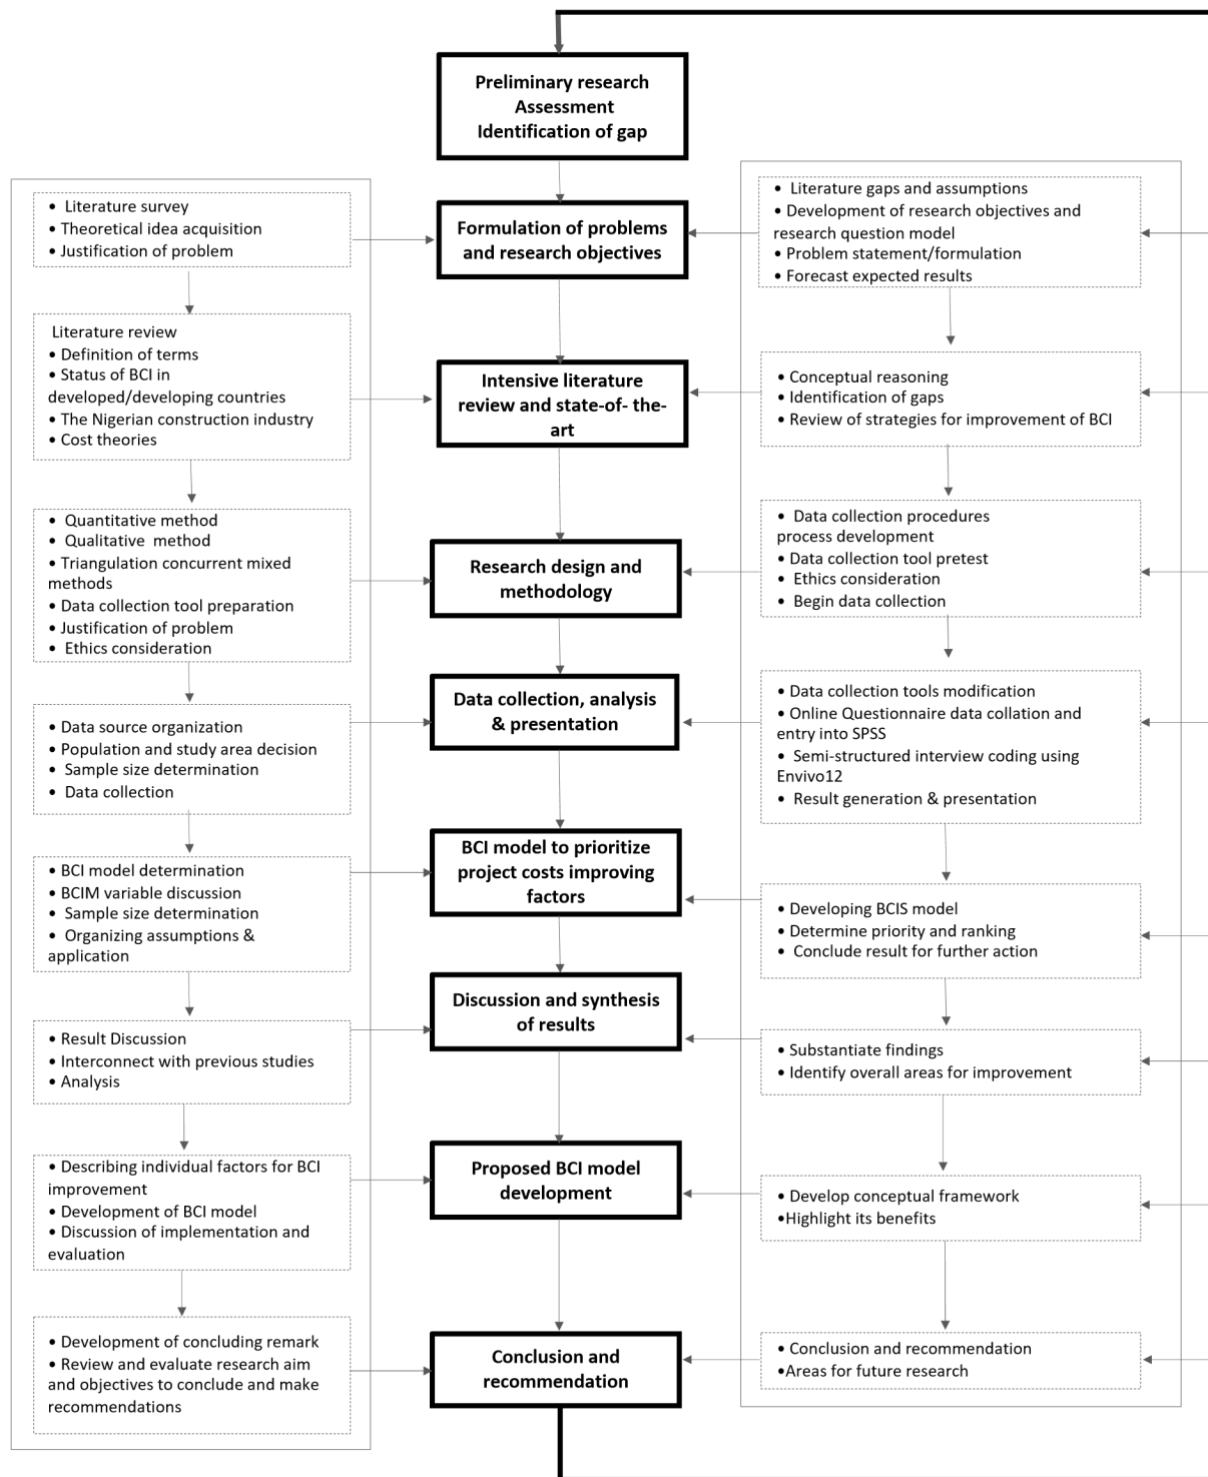 Preliminary research
Assessment
Identification of gap
Formulation of problems
and research objectives
Intensive literature
review and state-of- the-
art
Research design and
methodology
Data collection, analysis
& presentation
BCI model to prioritize
project costs improving
factors
Discussion and synthesis
of results
Proposed BCI model
development
Conclusion and
recommendation
• Literature survey
• Theoretical idea acquisition
• Justification of problem
Literature review
• Definition of terms
• Status of BCI in
developed/developing countries
• The Nigerian construction industry
• Cost theories
• Quantitative method
• Qualitative method
• Triangulation concurrent mixed
methods
• Data collection tool preparation
• Justification of problem
• Ethics consideration
• Data source organization
• Population and study area decision
• Sample size determination
• Data collection
• BCI model determination
• BCIM variable discussion
• Sample size determination
• Organizing assumptions &
application
• Result Discussion
• Interconnect with previous studies
• Analysis
• Describing individual factors for BCI
improvement
• Development of BCI model
• Discussion of implementation and
evaluation
• Development of concluding remark
• Review and evaluate research aim
and objectives to conclude and make
recommendations
• Literature gaps and assumptions
• Development of research objectives and
research question model
• Problem statement/formulation
• Forecast expected results
• Conceptual reasoning
• Identification of gaps
• Review of strategies for improvement of BCI
• Data collection procedures
process development
• Data collection tool pretest
• Ethics consideration
• Begin data collection
• Data collection tools modification
• Online Questionnaire data collation and
entry into SPSS
• Semi-structured interview coding using
Envivo12
• Result generation & presentation
• Developing BCIS model
• Determine priority and ranking
• Conclude result for further action
• Substantiate findings
• Identify overall areas for improvement
• Develop conceptual framework
•Highlight its benefits
• Conclusion and recommendation
•Areas for future research